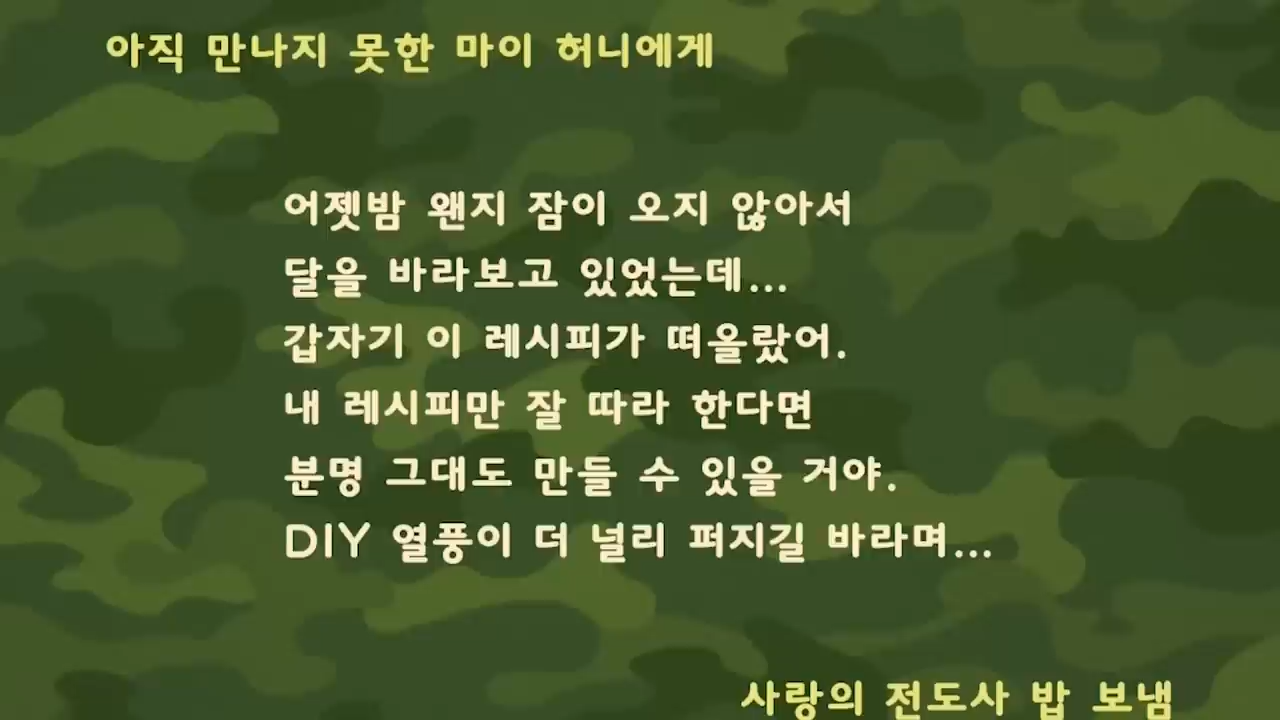 아직 만나지 못한 마이 허니에게
어젯밤 왠지 잠이 오지 않아서
달을 바라보고 있었는데...
갑자기 이 레시피가 떠올랐어.
내 레시피만 잘 따라 한다면
분명 그대도 만들 수 있을 거야.
DIY 열풍이 더 널리 퍼지길 바라며...
사랑의 전도사 밥 보냄